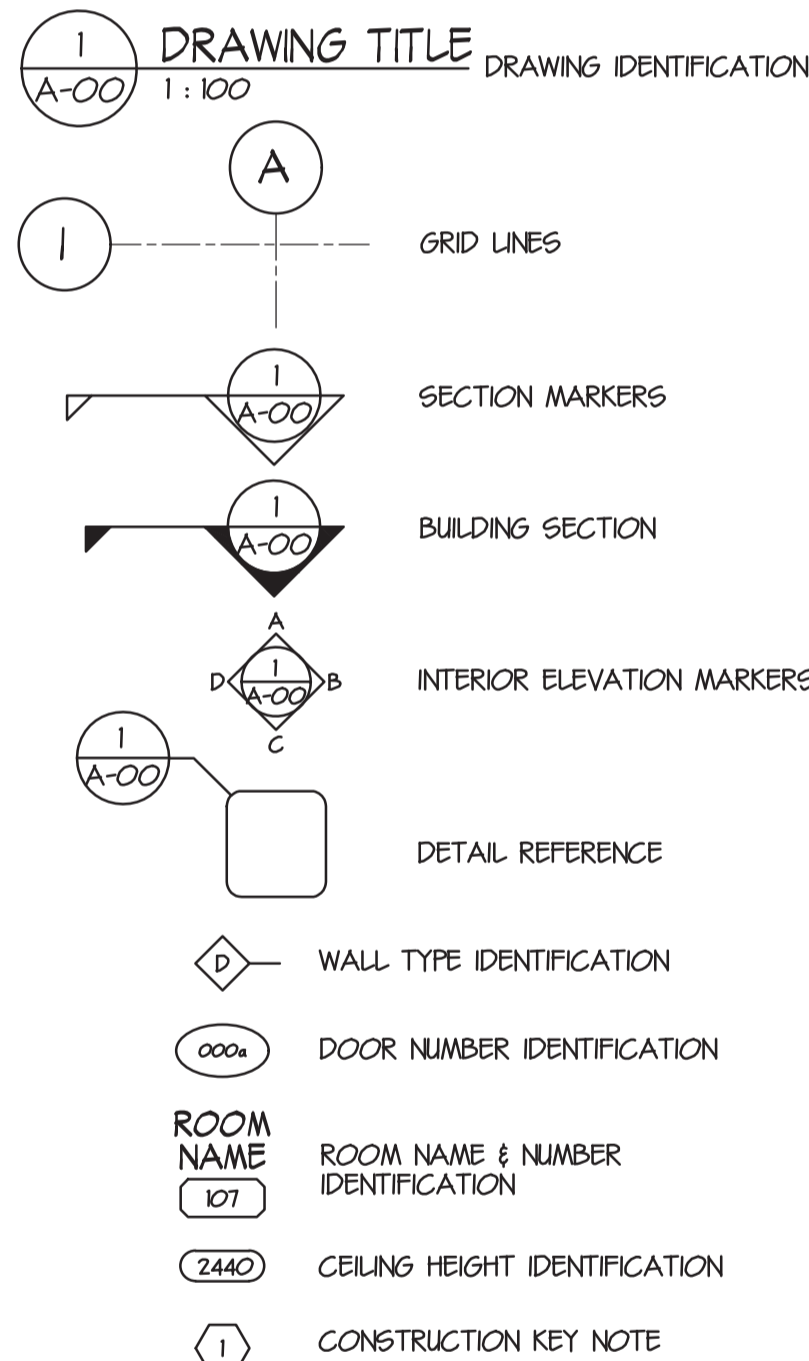 1 DRAWING TITLE
A-00 1 : 100
DRAWING IDENTIFICATION
A
1
GRID LINES
1
A-00
SECTION MARKERS
1
A-00
BUILDING SECTION
A
D 1 B
A-00
C
INTERIOR ELEVATION MARKERS
1
A-00
DETAIL REFERENCE
D WALL TYPE IDENTIFICATION
000a DOOR NUMBER IDENTIFICATION
ROOM
NAME
107
ROOM NAME & NUMBER
IDENTIFICATION
2440 CEILING HEIGHT IDENTIFICATION
1 CONSTRUCTION KEY NOTE